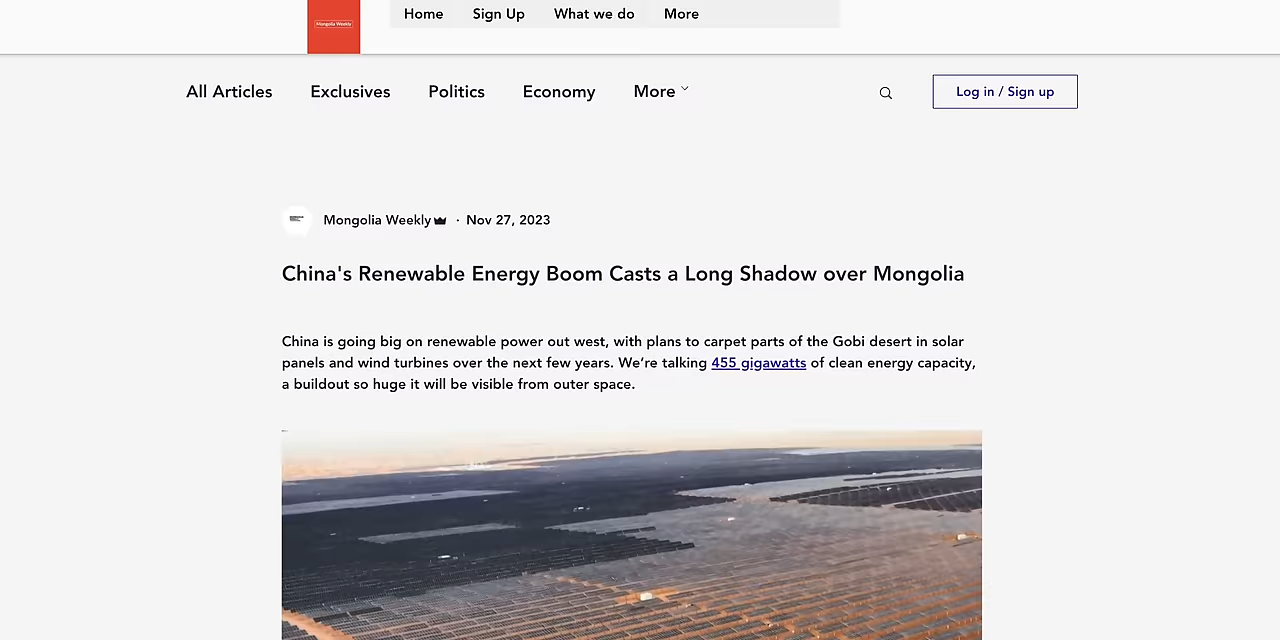 Mongolia Weekly
Home Sign Up What we do More
All Articles Exclusives Politics Economy More Log in / Sign up
Mongolia Weekly · Nov 27, 2023
China's Renewable Energy Boom Casts a Long Shadow over Mongolia
China is going big on renewable power out west, with plans to carpet parts of the Gobi desert in solar
panels and wind turbines over the next few years. We’re talking 455 gigawatts of clean energy capacity,
a buildout so huge it will be visible from outer space.